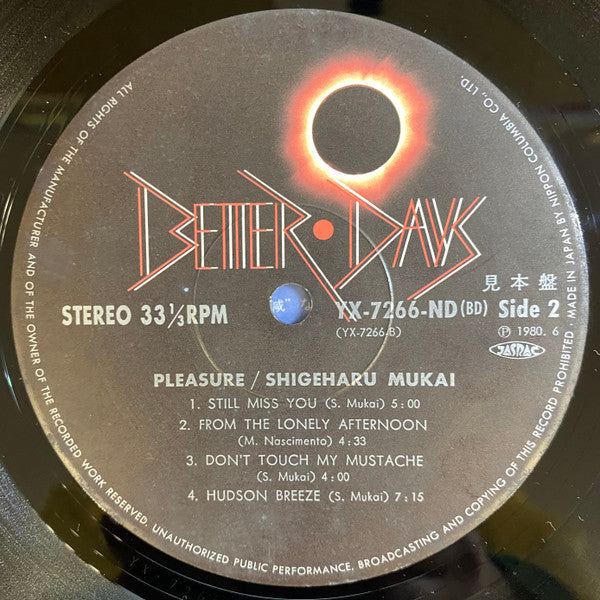 BETTER • DAYS
見本盤
STEREO 33 1/3 RPM
YX-7266-ND (BD) Side 2
(YX-7266-B)
Ⓟ 1980. 6
JASRAC
PLEASURE / SHIGEHARU MUKAI
1. STILL MISS YOU (S. Mukai) 5:00
2. FROM THE LONELY AFTERNOON
(M. Nascimento) 4:33
3. DON'T TOUCH MY MUSTACHE
(S. Mukai) 4:00
4. HUDSON BREEZE (S. Mukai) 7:15
ALL RIGHTS OF THE MANUFACTURER AND OF THE OWNER OF THE RECORDED WORK RESERVED. UNAUTHORIZED PUBLIC PERFORMANCE, BROADCASTING AND COPYING OF THIS RECORD PROHIBITED • MADE IN JAPAN BY NIPPON COLUMBIA CO., LTD.